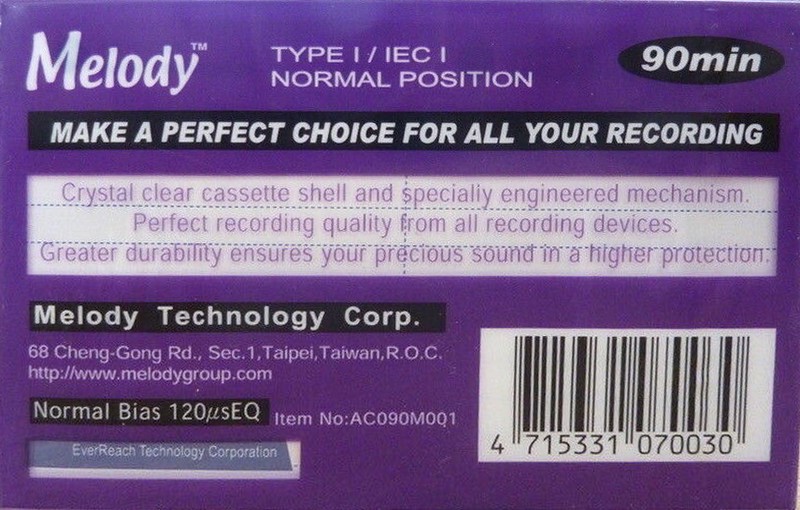 Melody™
TYPE I / IEC I
NORMAL POSITION
90min
MAKE A PERFECT CHOICE FOR ALL YOUR RECORDING
Crystal clear cassette shell and specially engineered mechanism.
Perfect recording quality from all recording devices.
Greater durability ensures your precious sound in a higher protection.
Melody Technology Corp.
68 Cheng-Gong Rd., Sec.1,Taipei,Taiwan,R.O.C.
http://www.melodygroup.com
Normal Bias 120µsEQ
Item No:AC090M001
EverReach Technology Corporation
4 715331 070030